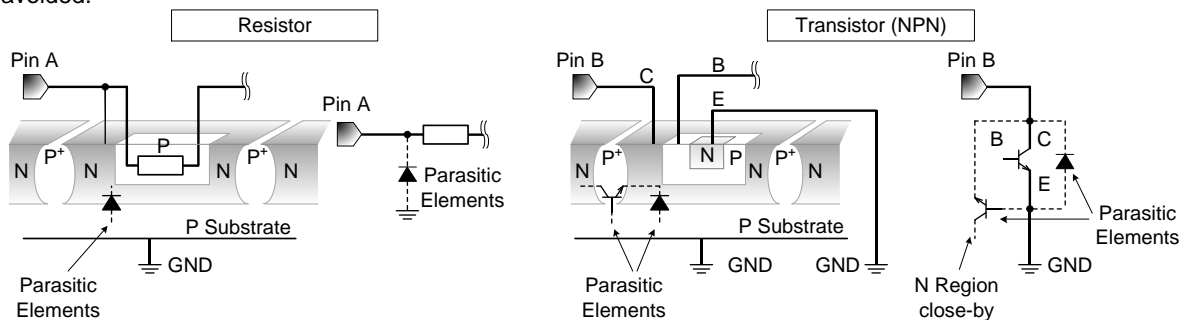 avoided.
Resistor
Transistor (NPN)
Pin A
Pin A
P
N P+ N P+ N
N
Parasitic
Elements
P Substrate
GND
Parasitic
Elements
Pin B
C
B
E
N P+ N P P+ N
N
P Substrate
GND
GND
Parasitic
Elements
Pin B
B
C
E
Parasitic
Elements
GND
N Region
close-by